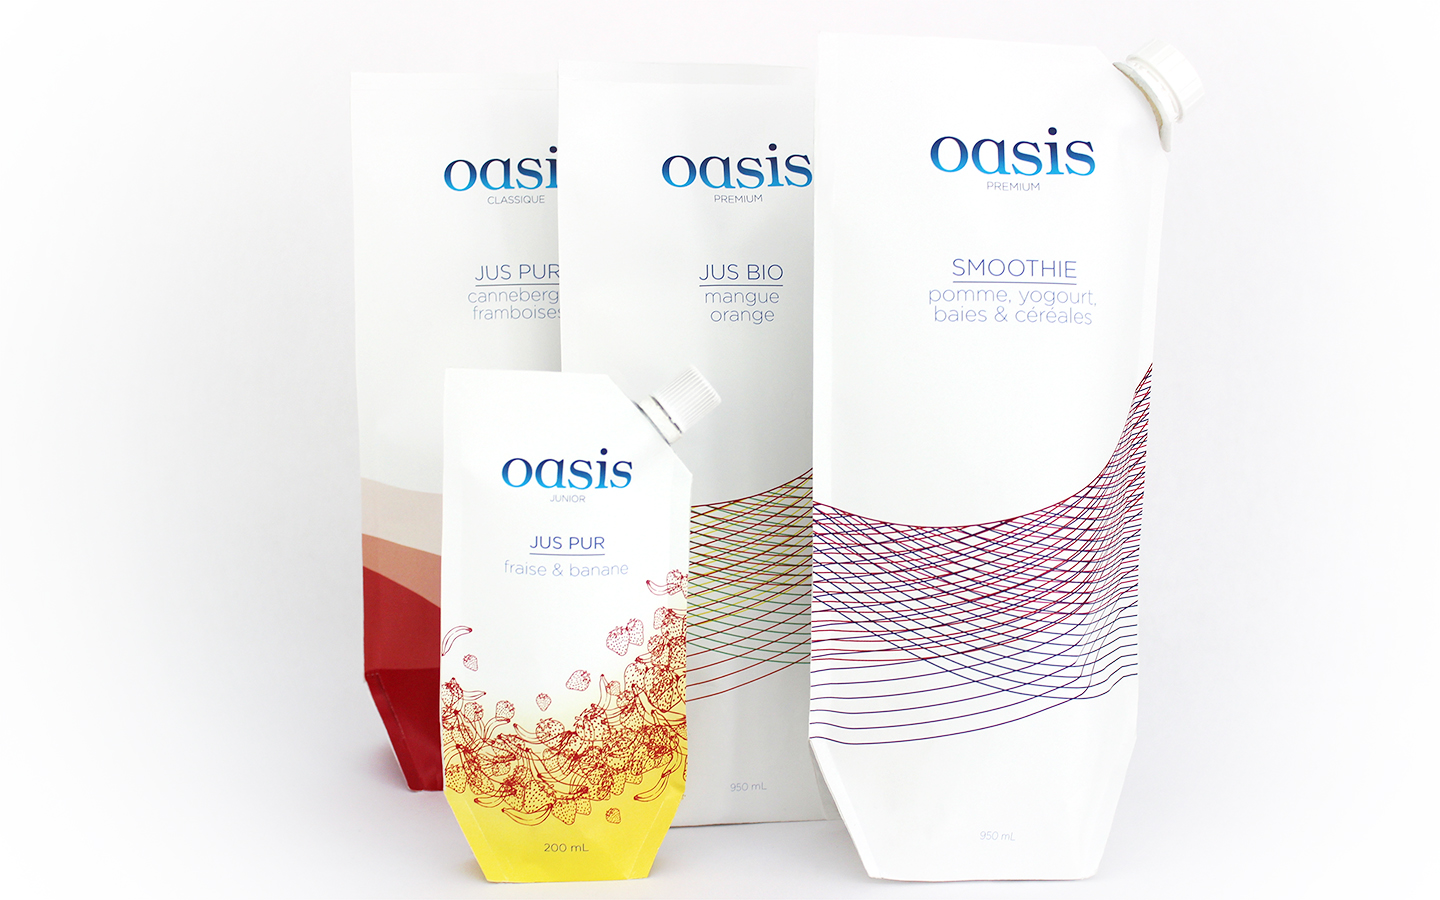 oasi
CLASSIQUE
JUS PUR
canneberg
framboises
oasis
PREMIUM
JUS BIO
mangue
orange
950 mL
oasis
PREMIUM
SMOOTHIE
pomme, yogourt,
baies & céréales
950 mL
oasis
JUNIOR
JUS PUR
fraise & banane
200 mL